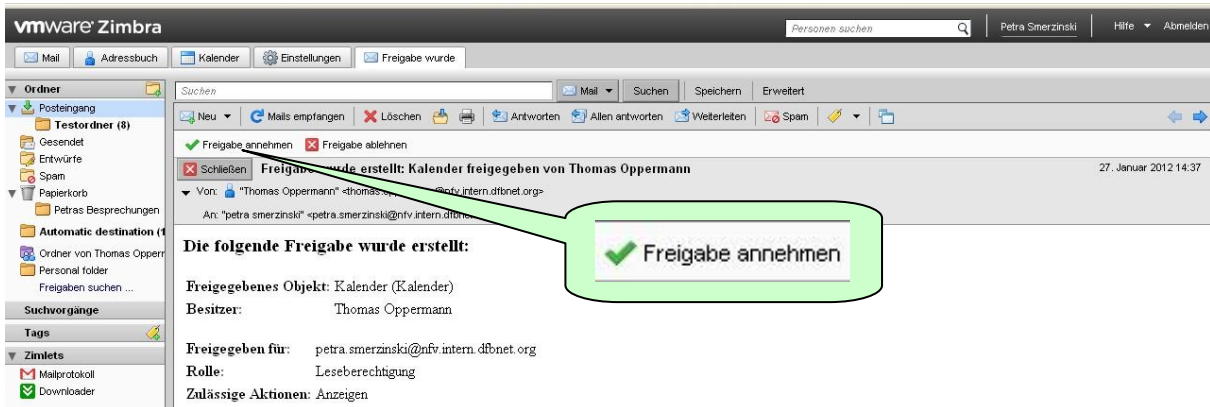 vmware Zimbra
Personen suchen
Petra Smerzinski
Hilfe
Abmelden
Mail
Adressbuch
Kalender
Einstellungen
Freigabe wurde
Ordner
Posteingang
Testordner (8)
Gesendet
Entwürfe
Spam
Papierkorb
Petras Besprechungen
Automatic destination (1
Ordner von Thomas Opperr
Personal folder
Freigaben suchen ...
Suchvorgänge
Tags
Zimlets
Mailprotokoll
Downloader
Suchen
Mail
Suchen
Speichern
Erweitert
Neu
Mails empfangen
Löschen
Antworten
Allen antworten
Weiterleiten
Spam
Freigabe annehmen
Freigabe ablehnen
Schließen
Freigabe wurde erstellt: Kalender freigegeben von Thomas Oppermann
27. Januar 2012 14:37
Von: "Thomas Oppermann"
An: "petra smerzinski"
Freigabe annehmen
Die folgende Freigabe wurde erstellt:
Freigegebenes Objekt: Kalender (Kalender)
Besitzer: Thomas Oppermann
Freigegeben für: petra.smerzinski@nfv.intern.dfbnet.org
Rolle: Leseberechtigung
Zulässige Aktionen: Anzeigen